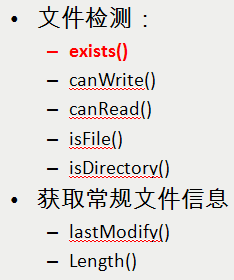 • 文件检测：
– exists()
– canWrite()
– canRead()
– isFile()
– isDirectory()
• 获取常规文件信息
– lastModify()
– Length()